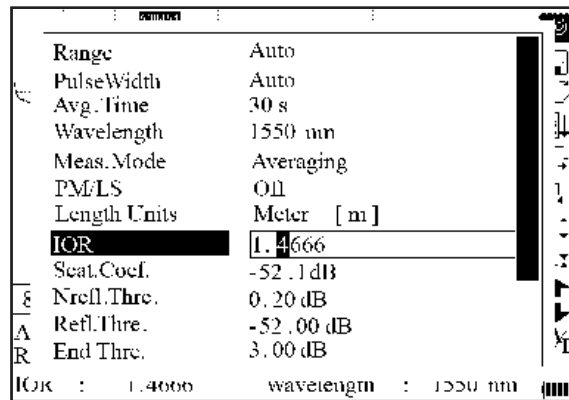 Range Auto
PulseWidth Auto
Avg.Time 30 s
Wavelength 1550 nm
Meas.Mode Averaging
PM/LS Off
Length Units Meter [ m ]
IOR 1.4666
Scat.Coef. -52.1dB
Nrefl.Thre. 0.20 dB
Refl.Thre. -52.00 dB
End Thre. 3.00 dB
8
A
R
IOR : 1.4666 wavelength : 1550 nm